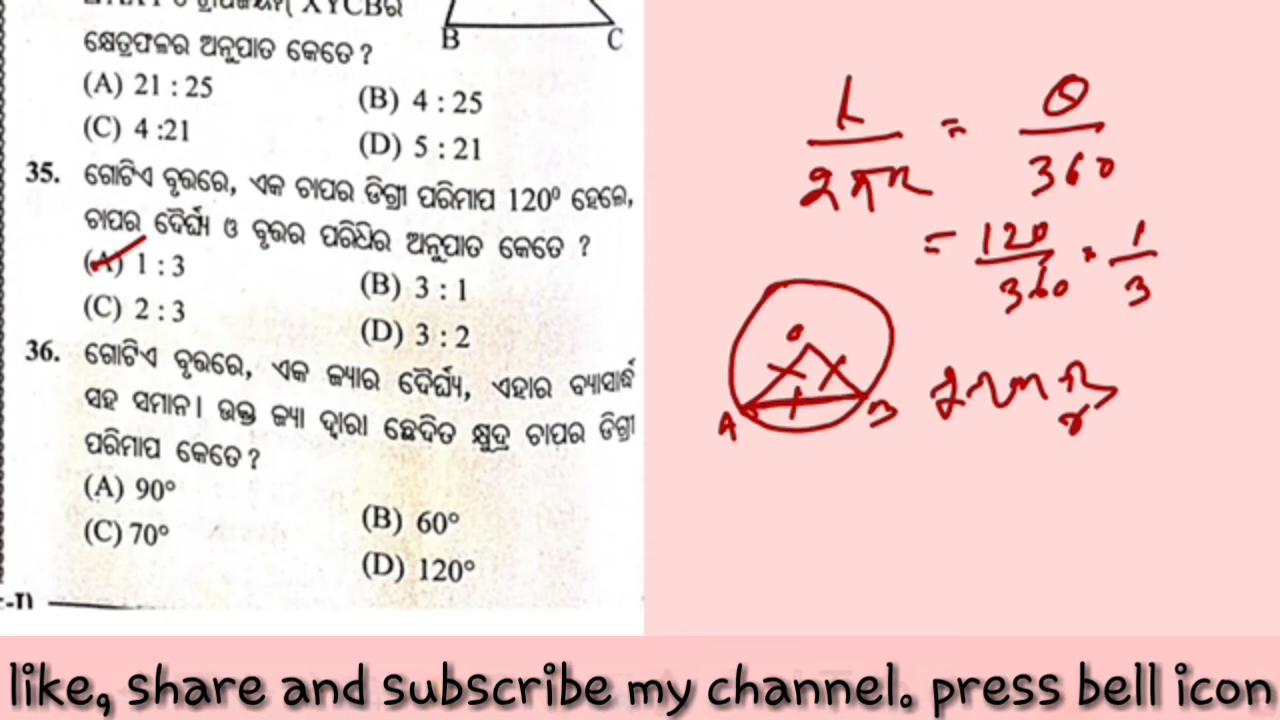 XYCBର
B C
କ୍ଷେତ୍ରଫଳର ଅନୁପାତ କେତେ ?
(A) 21 : 25 (B) 4 : 25
(C) 4 :21 (D) 5 : 21
35. ଗୋଟିଏ ବୃତ୍ତରେ, ଏକ ଚାପର ଡିଗ୍ରୀ ପରିମାପ 120⁰ ହେଲେ,
ଚାପର ଦୈର୍ଘ୍ୟ ଓ ବୃତ୍ତର ପରିଧିର ଅନୁପାତ କେତେ ?
(A) 1 : 3 (B) 3 : 1
(C) 2 : 3 (D) 3 : 2
36. ଗୋଟିଏ ବୃତ୍ତରେ, ଏକ ଜ୍ୟାର ଦୈର୍ଘ୍ୟ, ଏହାର ବ୍ୟାସାର୍ଦ୍ଧ
ସହ ସମାନ। ଉକ୍ତ ଜ୍ୟା ଦ୍ୱାରା ଛେଦିତ କ୍ଷୁଦ୍ର ଚାପର ଡିଗ୍ରୀ
ପରିମାପ କେତେ ?
(A) 90° (B) 60°
(C) 70° (D) 120°
-I)
l/2πr = θ/360
= 120/360 = 1/3
A B
like, share and subscribe my channel. press bell icon